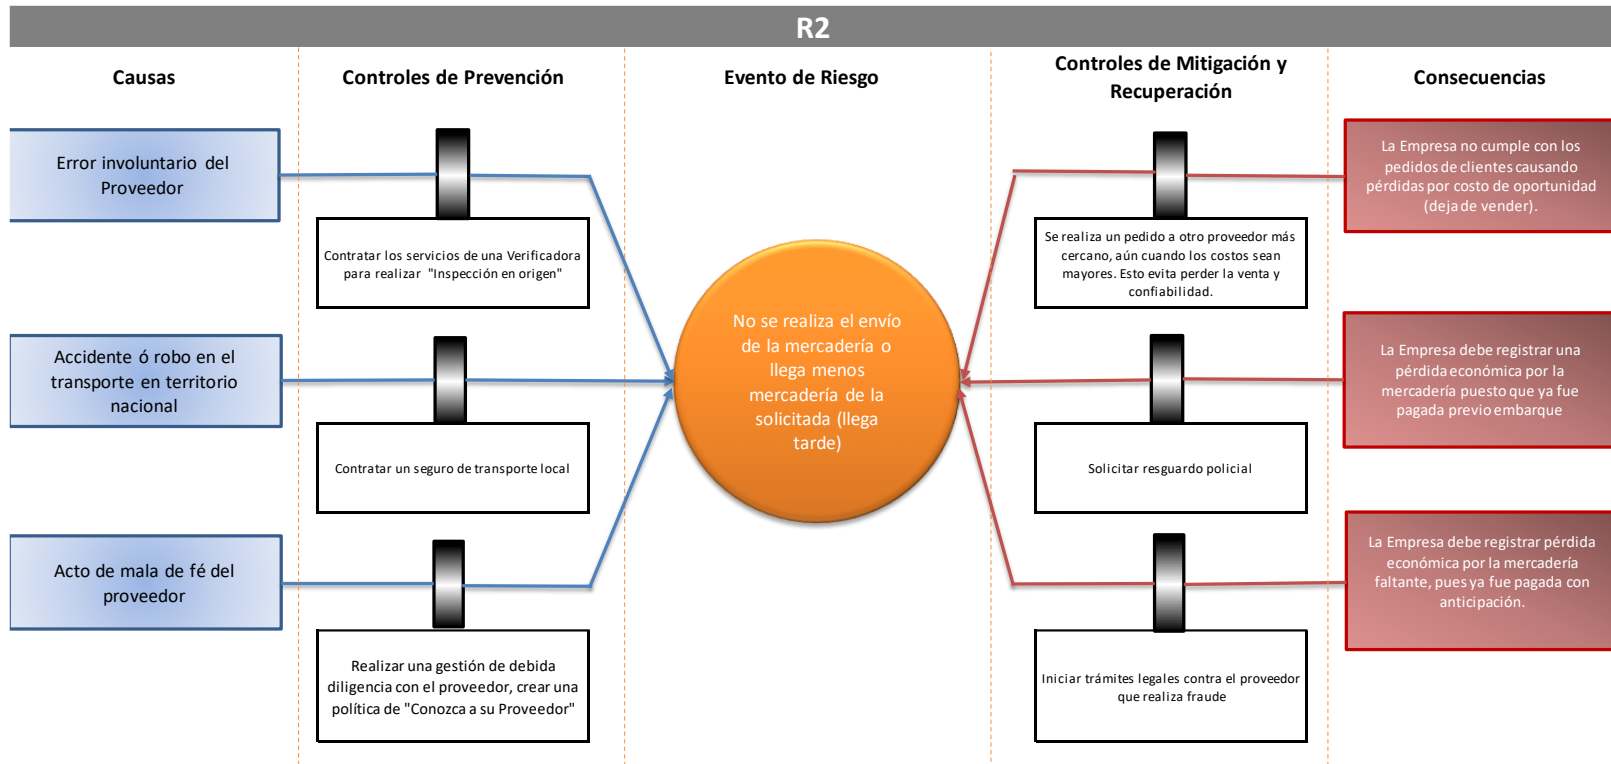 R2
Causas
Controles de Prevención
Evento de Riesgo
Controles de Mitigación y
Recuperación
Consecuencias
Error involuntario del
Proveedor
Contratar los servicios de una Verificadora
para realizar "Inspección en origen"
Accidente ó robo en el
transporte en territorio
nacional
Contratar un seguro de transporte local
Acto de mala de fé del
proveedor
Realizar una gestión de debida
diligencia con el proveedor, crear una
política de "Conozca a su Proveedor"
No se realiza el envío
de la mercadería o
llega menos
mercadería de la
solicitada (llega
tarde)
Se realiza un pedido a otro proveedor más
cercano, aún cuando los costos sean
mayores. Esto evita perder la venta y
confiabilidad.
Solicitar resguardo policial
Iniciar trámites legales contra el proveedor
que realiza fraude
La Empresa no cumple con los
pedidos de clientes causando
pérdidas por costo de oportunidad
(deja de vender).
La Empresa debe registrar una
pérdida económica por la
mercadería puesto que ya fue
pagada previo embarque
La Empresa debe registrar pérdida
económica por la mercadería
faltante, pues ya fue pagada con
anticipación.